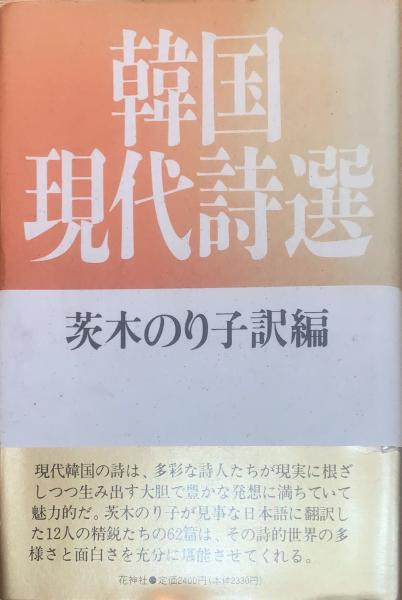 韓国
現代詩選
茨木のり子訳編
現代韓国の詩は、多彩な詩人たちが現実に根ざ
しつつ生み出す大胆で豊かな発想に満ちていて
魅力的だ。茨木のり子が見事な日本語に翻訳し
た12人の精鋭たちの62篇は、その詩的世界の多
様さと面白さを充分に堪能させてくれる。
花神社●定価2400円(本体2330円)